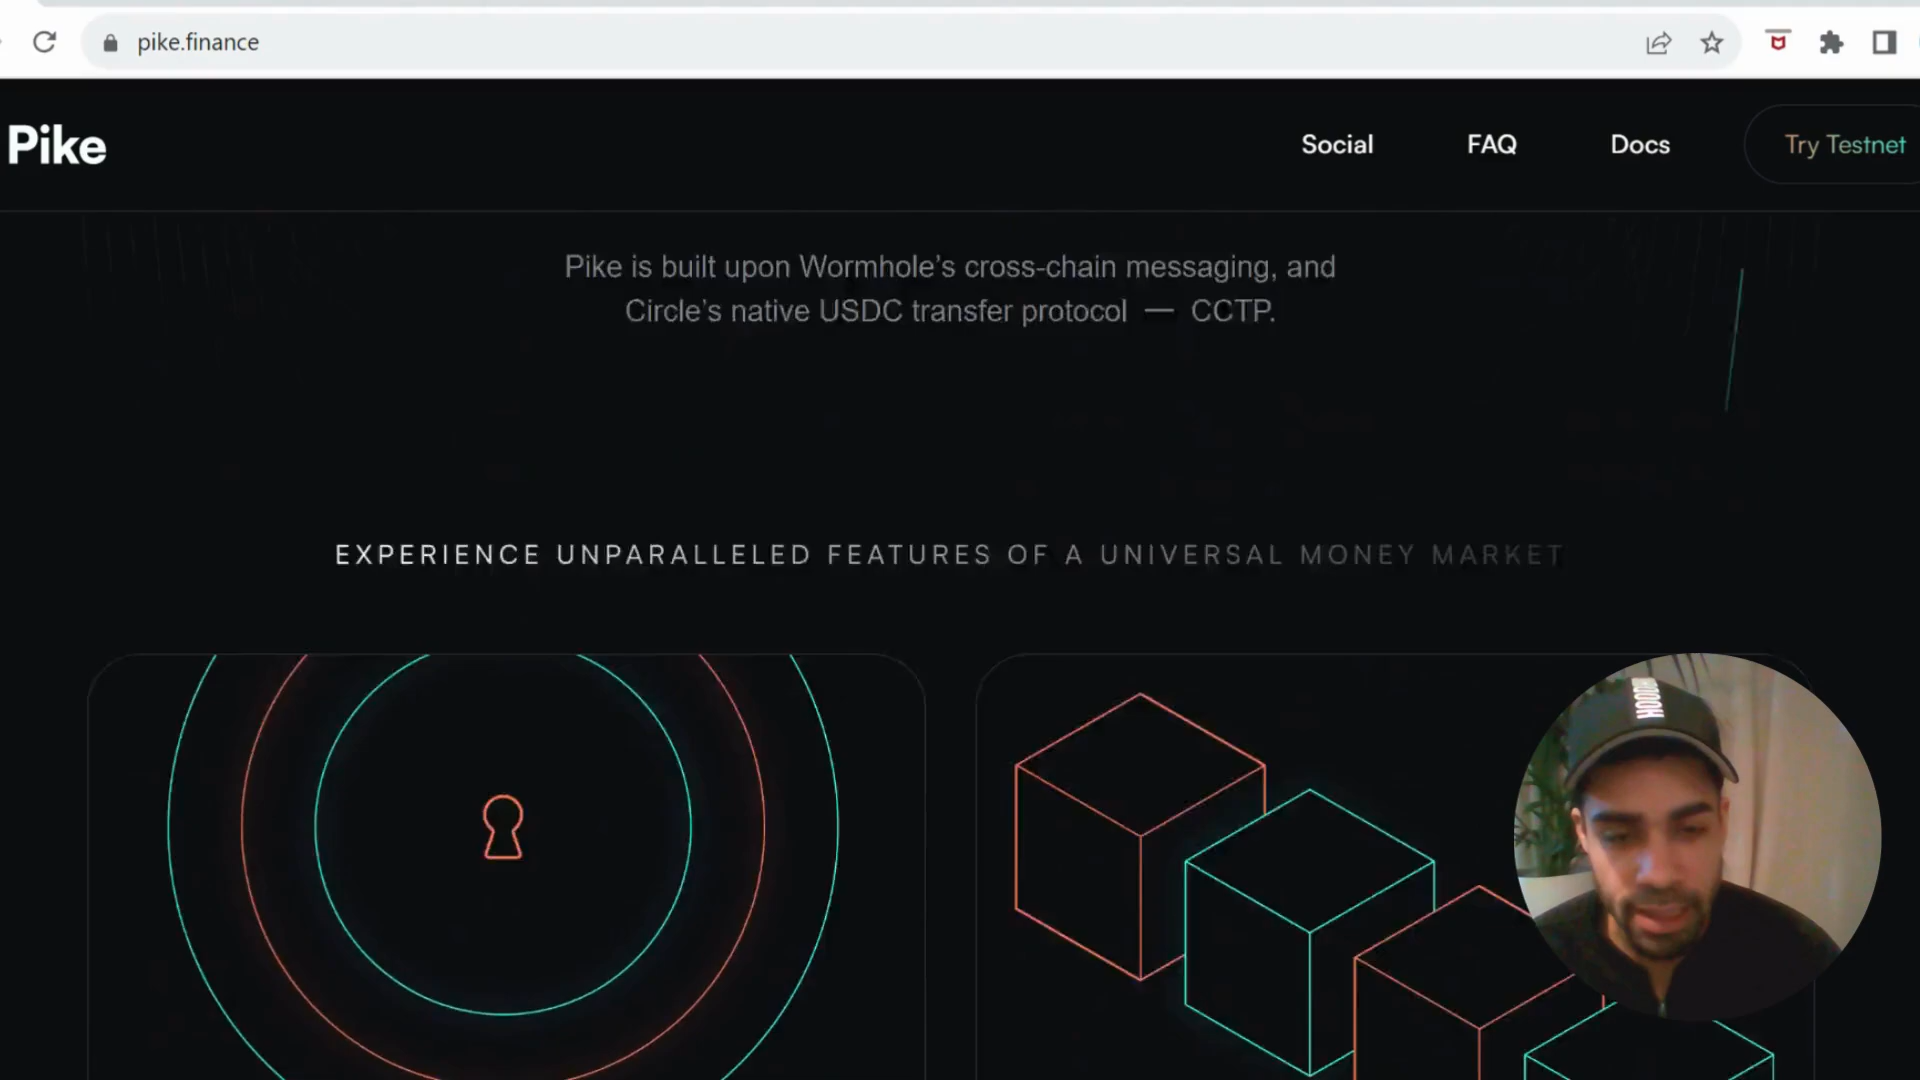 pike.finance
Pike
Social
FAQ
Docs
Try Testnet
Pike is built upon Wormhole’s cross-chain messaging, and
Circle’s native USDC transfer protocol — CCTP.
EXPERIENCE UNPARALLELED FEATURES OF A UNIVERSAL MONEY MARKET